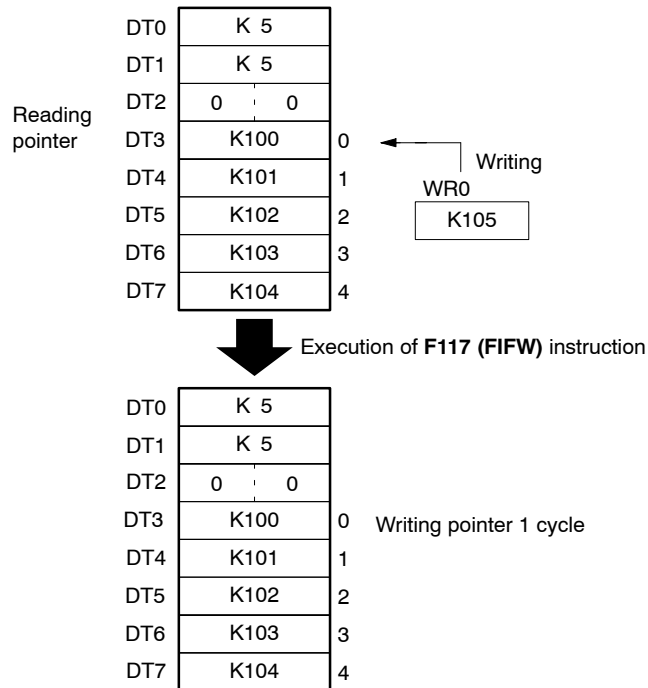 DT0 K 5
DT1 K 5
DT2 0 0
Reading
pointer
DT3 K100 0
Writing
DT4 K101 1
WR0
DT5 K102 2
K105
DT6 K103 3
DT7 K104 4
Execution of F117 (FIFW) instruction
DT0 K 5
DT1 K 5
DT2 0 0
DT3 K100 0 Writing pointer 1 cycle
DT4 K101 1
DT5 K102 2
DT6 K103 3
DT7 K104 4